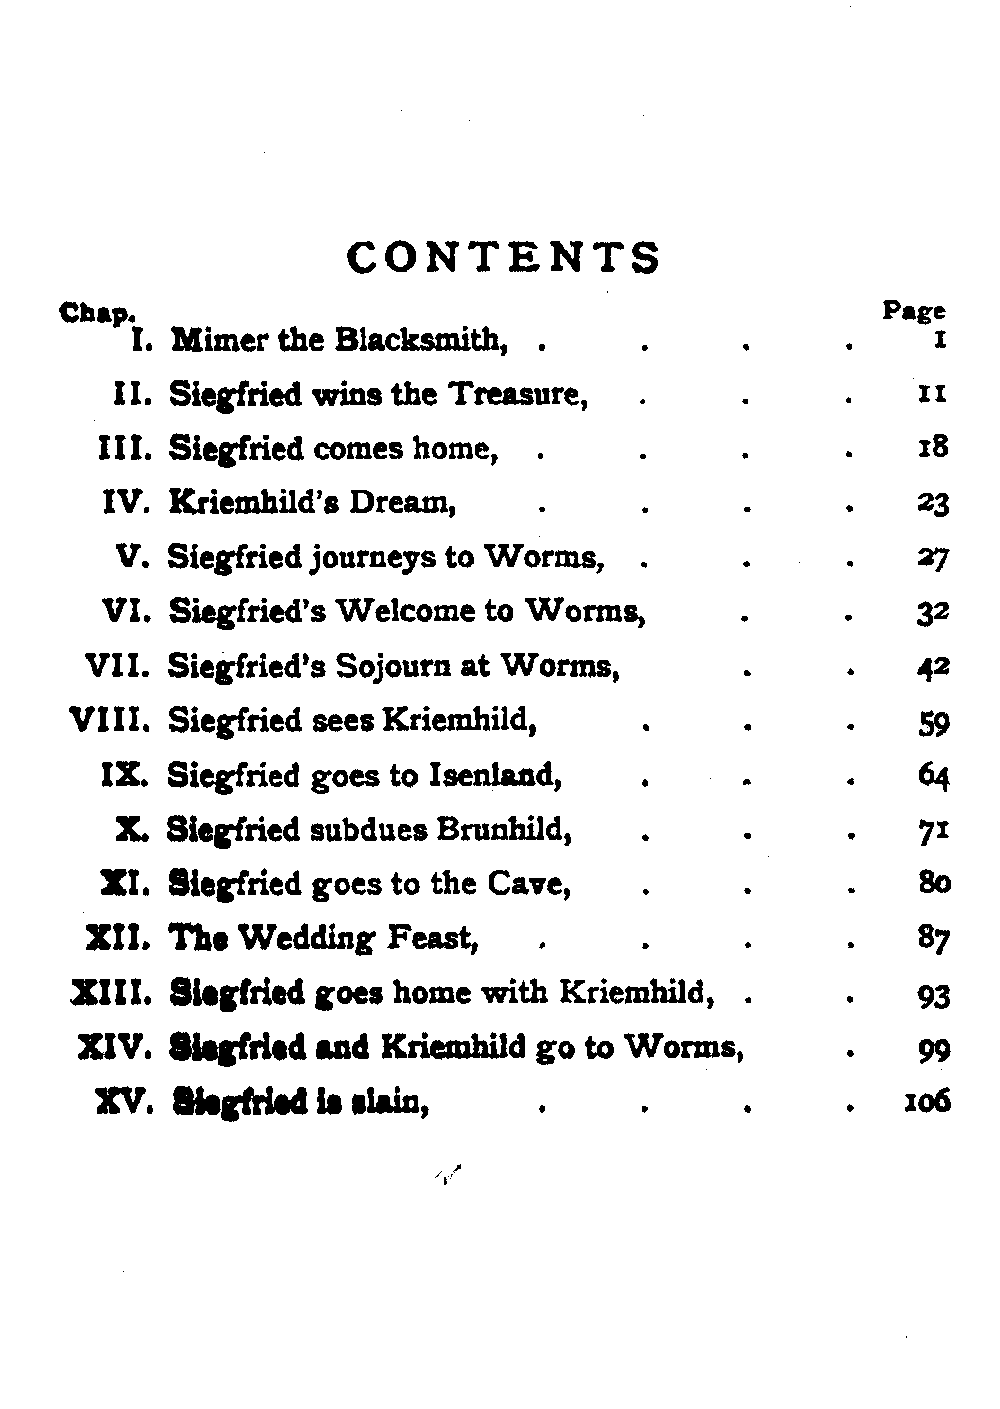 CONTENTS
Chap. Page
I. Mimer the Blacksmith, . . . . 1
II. Siegfried wins the Treasure, . . . 11
III. Siegfried comes home, . . . . 18
IV. Kriemhild's Dream, . . . . 23
V. Siegfried journeys to Worms, . . . 27
VI. Siegfried's Welcome to Worms, . . 32
VII. Siegfried's Sojourn at Worms, . . 42
VIII. Siegfried sees Kriemhild, . . . 59
IX. Siegfried goes to Isenland, . . . 64
X. Siegfried subdues Brunhild, . . . 71
XI. Siegfried goes to the Cave, . . . 80
XII. The Wedding Feast, . . . . 87
XIII. Siegfried goes home with Kriemhild, . . 93
XIV. Siegfried and Kriemhild go to Worms, . 99
XV. Siegfried is slain, . . . . 106